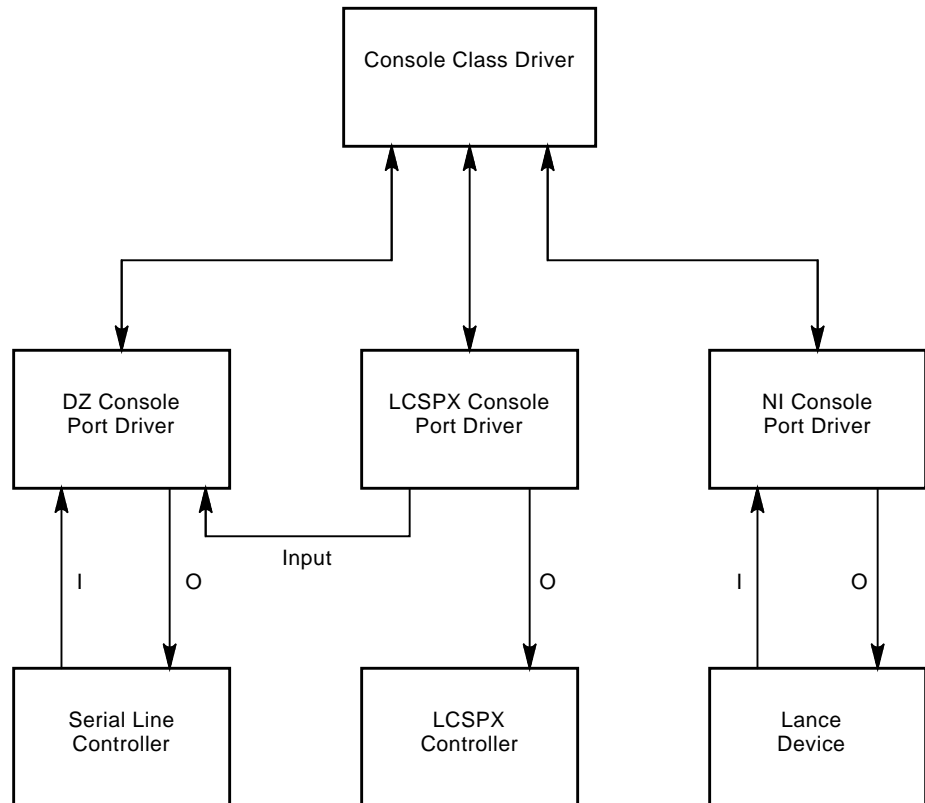 Console Class Driver
DZ Console
Port Driver
LCSPX Console
Port Driver
NI Console
Port Driver
Input
I
O
O
I
O
Serial Line
Controller
LCSPX
Controller
Lance
Device